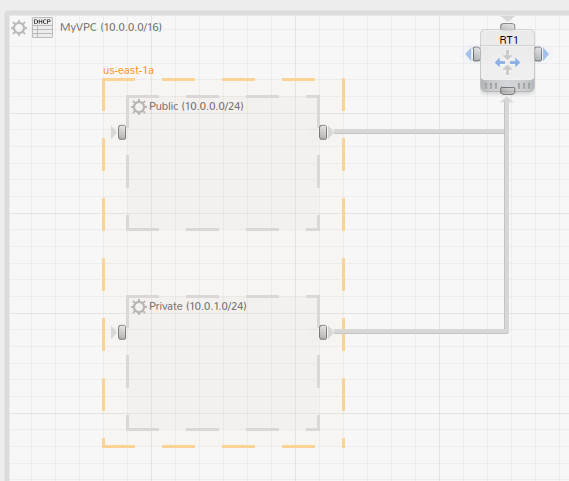 DHCP
MyVPC (10.0.0.0/16)
RT1
us-east-1a
Public (10.0.0.0/24)
Private (10.0.1.0/24)